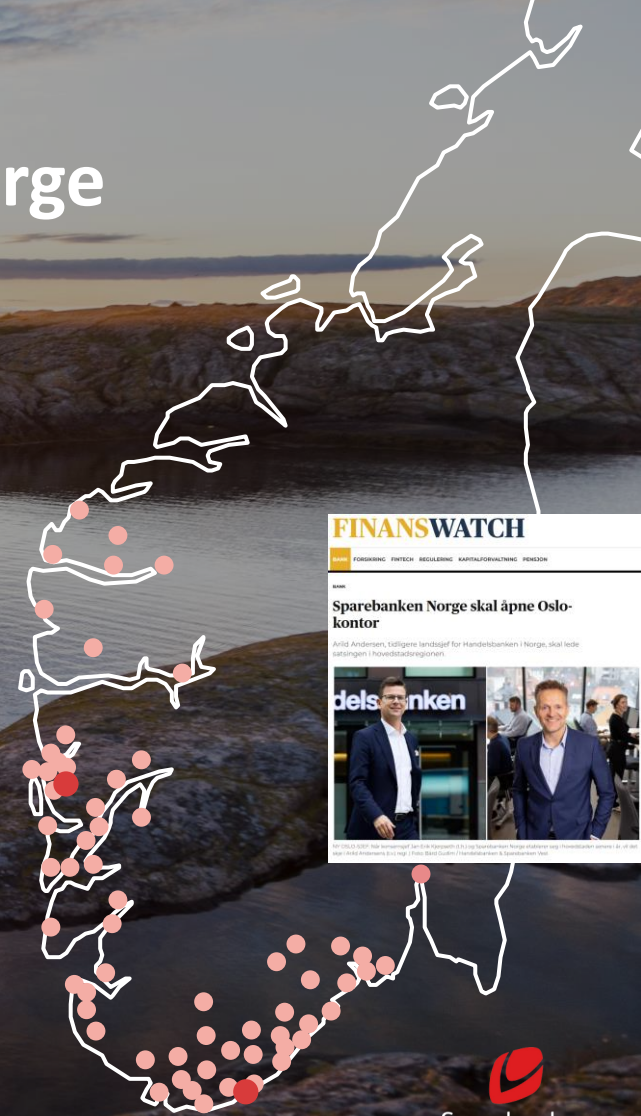 rge
FINANSWATCH
BANK FORSIKRING FINTECH REGULERING KAPITALFORVALTNING PENSJON
BANK
Sparebanken Norge skal åpne Oslo-
kontor
Arild Andersen, tidligere landssjef for Handelsbanken i Norge, skal lede
satsingen i hovedstadsregionen.
delsbanken